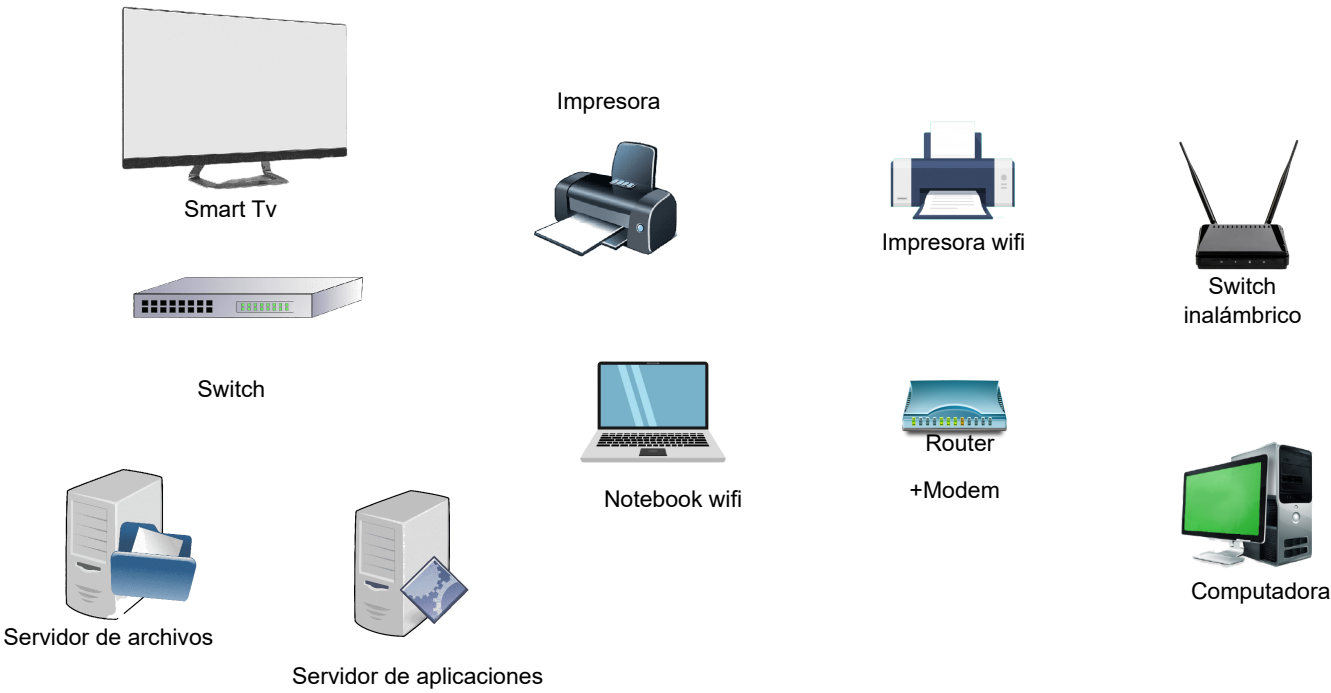 Impresora
Smart Tv
Impresora wifi
Switch
inalámbrico
Switch
Router
+Modem
Notebook wifi
Computadora
Servidor de archivos
Servidor de aplicaciones